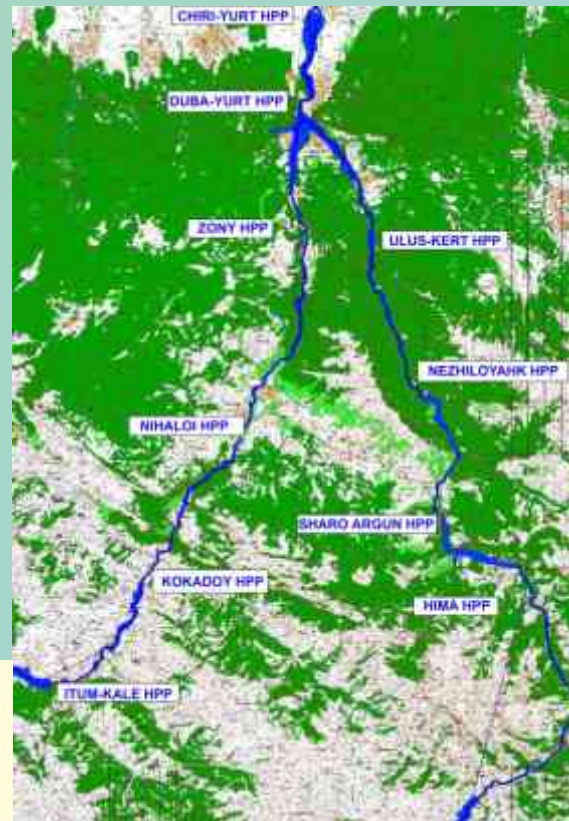 CHIRI-YURT HPP
DUBA-YURT HPP
ZONY HPP
ULUS-KERT HPP
NEZHILOYAHK HPP
NIHALOI HPP
SHARO ARGUN HPP
KOKADOY HPP
HIMA HPP
ITUM-KALE HPP